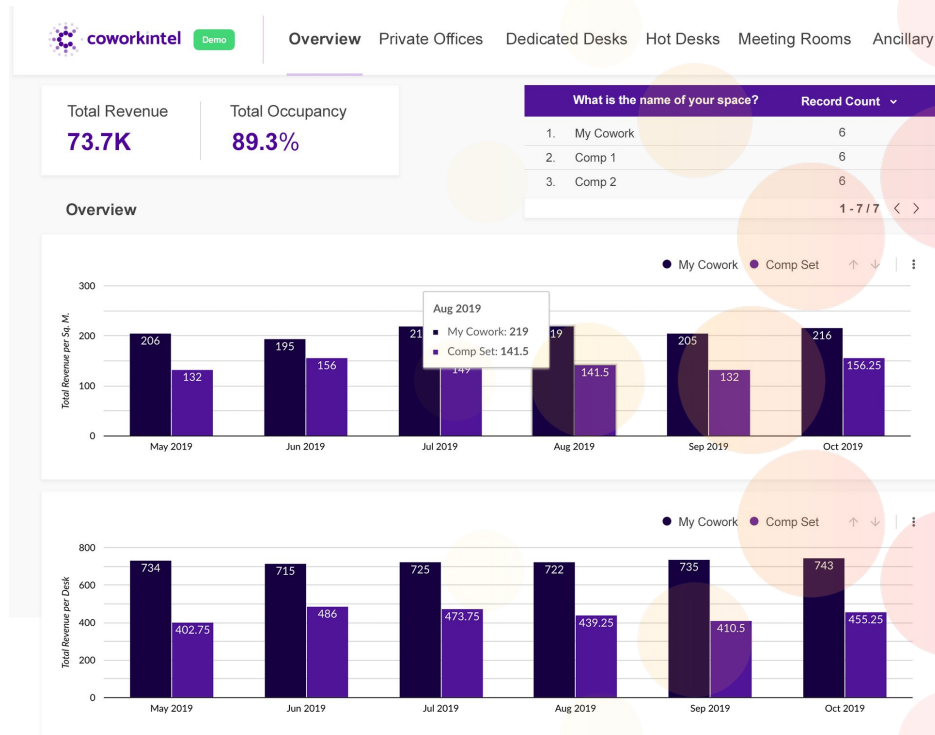 coworkintel Demo Overview Private Offices Dedicated Desks Hot Desks Meeting Rooms Ancillary
Total Revenue Total Occupancy
73.7K 89.3%
What is the name of your space? Record Count
1. My Cowork 6
2. Comp 1 6
3. Comp 2 6
1 - 7 / 7
Overview
My Cowork Comp Set
Total Revenue per Sq. M.
300
200
100
0
Aug 2019
My Cowork: 219
Comp Set: 141.5
206 132 195 156 21 149 19 141.5 205 132 216 156.25
May 2019 Jun 2019 Jul 2019 Aug 2019 Sep 2019 Oct 2019
My Cowork Comp Set
Total Revenue per Desk
800
600
400
200
0
734 402.75 715 486 725 473.75 722 439.25 735 410.5 743 455.25
May 2019 Jun 2019 Jul 2019 Aug 2019 Sep 2019 Oct 2019